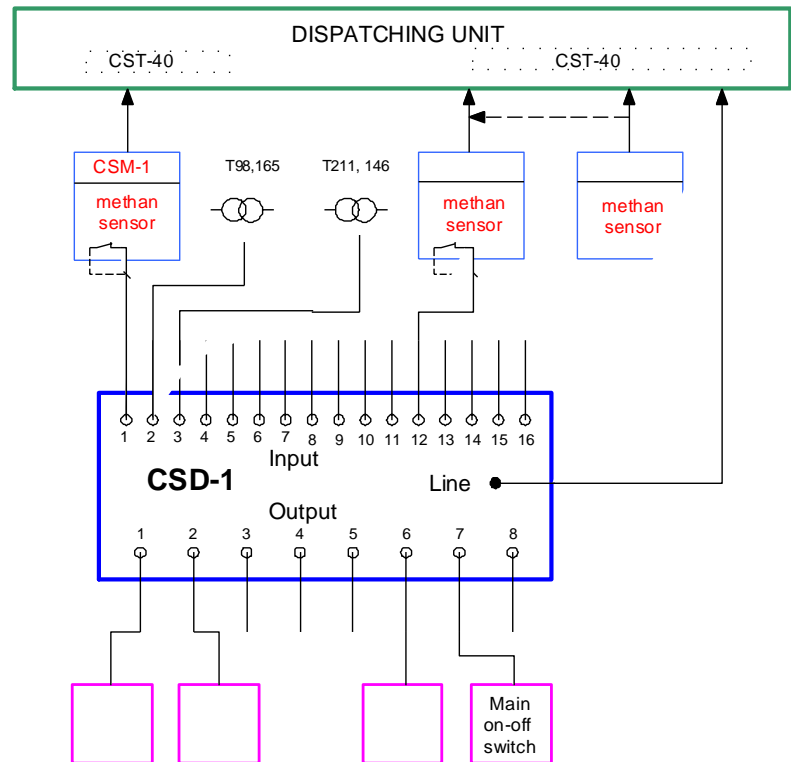 DISPATCHING UNIT
CST-40 CST-40
CSM-1
methan
sensor
T98,165
T211, 146
methan
sensor
methan
sensor
1 2 3 4 5 6 7 8 9 10 11 12 13 14 15 16
Input
CSD-1
Line
Output
1 2 3 4 5 6 7 8
Main
on-off
switch